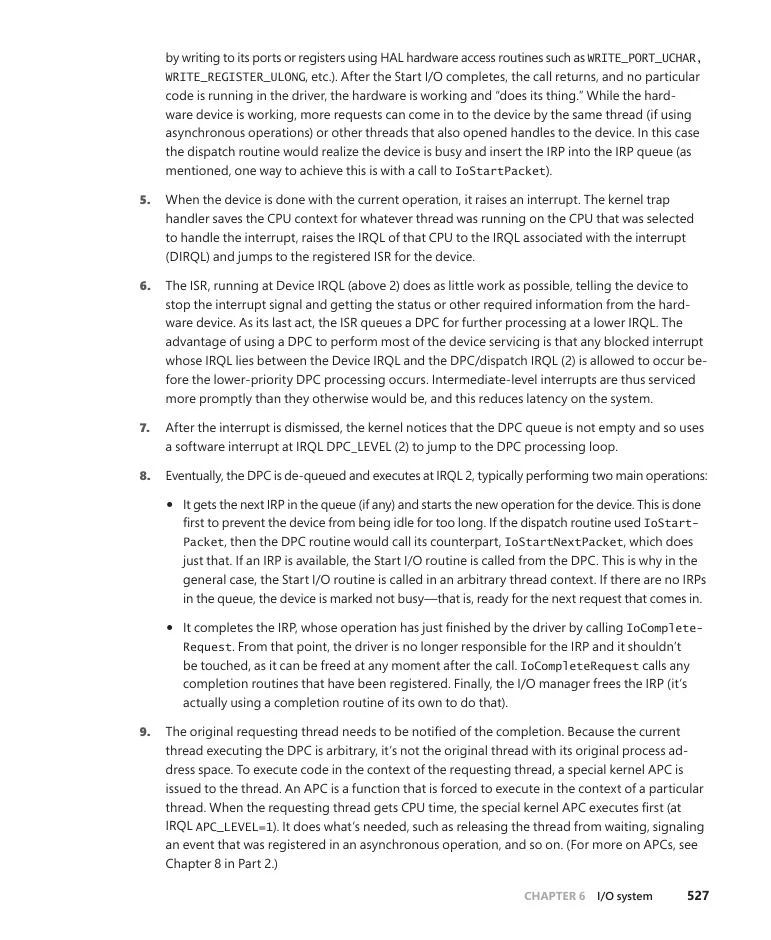 by writing to its ports or registers using HAL hardware access routines such as WRITE_PORT_UCHAR,
WRITE_REGISTER_ULONG, etc.). After the Start I/O completes, the call returns, and no particular
code is running in the driver, the hardware is working and “does its thing.” While the hard-
ware device is working, more requests can come in to the device by the same thread (if using
asynchronous operations) or other threads that also opened handles to the device. In this case
the dispatch routine would realize the device is busy and insert the IRP into the IRP queue (as
mentioned, one way to achieve this is with a call to IoStartPacket).
5. When the device is done with the current operation, it raises an interrupt. The kernel trap
handler saves the CPU context for whatever thread was running on the CPU that was selected
to handle the interrupt, raises the IRQL of that CPU to the IRQL associated with the interrupt
(DIRQL) and jumps to the registered ISR for the device.
6. The ISR, running at Device IRQL (above 2) does as little work as possible, telling the device to
stop the interrupt signal and getting the status or other required information from the hard-
ware device. As its last act, the ISR queues a DPC for further processing at a lower IRQL. The
advantage of using a DPC to perform most of the device servicing is that any blocked interrupt
whose IRQL lies between the Device IRQL and the DPC/dispatch IRQL (2) is allowed to occur be-
fore the lower-priority DPC processing occurs. Intermediate-level interrupts are thus serviced
more promptly than they otherwise would be, and this reduces latency on the system.
7. After the interrupt is dismissed, the kernel notices that the DPC queue is not empty and so uses
a software interrupt at IRQL DPC_LEVEL (2) to jump to the DPC processing loop.
8. Eventually, the DPC is de-queued and executes at IRQL 2, typically performing two main operations:
• It gets the next IRP in the queue (if any) and starts the new operation for the device. This is done
first to prevent the device from being idle for too long. If the dispatch routine used IoStart-
Packet, then the DPC routine would call its counterpart, IoStartNextPacket, which does
just that. If an IRP is available, the Start I/O routine is called from the DPC. This is why in the
general case, the Start I/O routine is called in an arbitrary thread context. If there are no IRPs
in the queue, the device is marked not busy—that is, ready for the next request that comes in.
• It completes the IRP, whose operation has just finished by the driver by calling IoComplete-
Request. From that point, the driver is no longer responsible for the IRP and it shouldn’t
be touched, as it can be freed at any moment after the call. IoCompleteRequest calls any
completion routines that have been registered. Finally, the I/O manager frees the IRP (it’s
actually using a completion routine of its own to do that).
9. The original requesting thread needs to be notified of the completion. Because the current
thread executing the DPC is arbitrary, it’s not the original thread with its original process ad-
dress space. To execute code in the context of the requesting thread, a special kernel APC is
issued to the thread. An APC is a function that is forced to execute in the context of a particular
thread. When the requesting thread gets CPU time, the special kernel APC executes first (at
IRQL APC_LEVEL=1). It does what’s needed, such as releasing the thread from waiting, signaling
an event that was registered in an asynchronous operation, and so on. (For more on APCs, see
Chapter 8 in Part 2.)
CHAPTER 6 I/O system 527